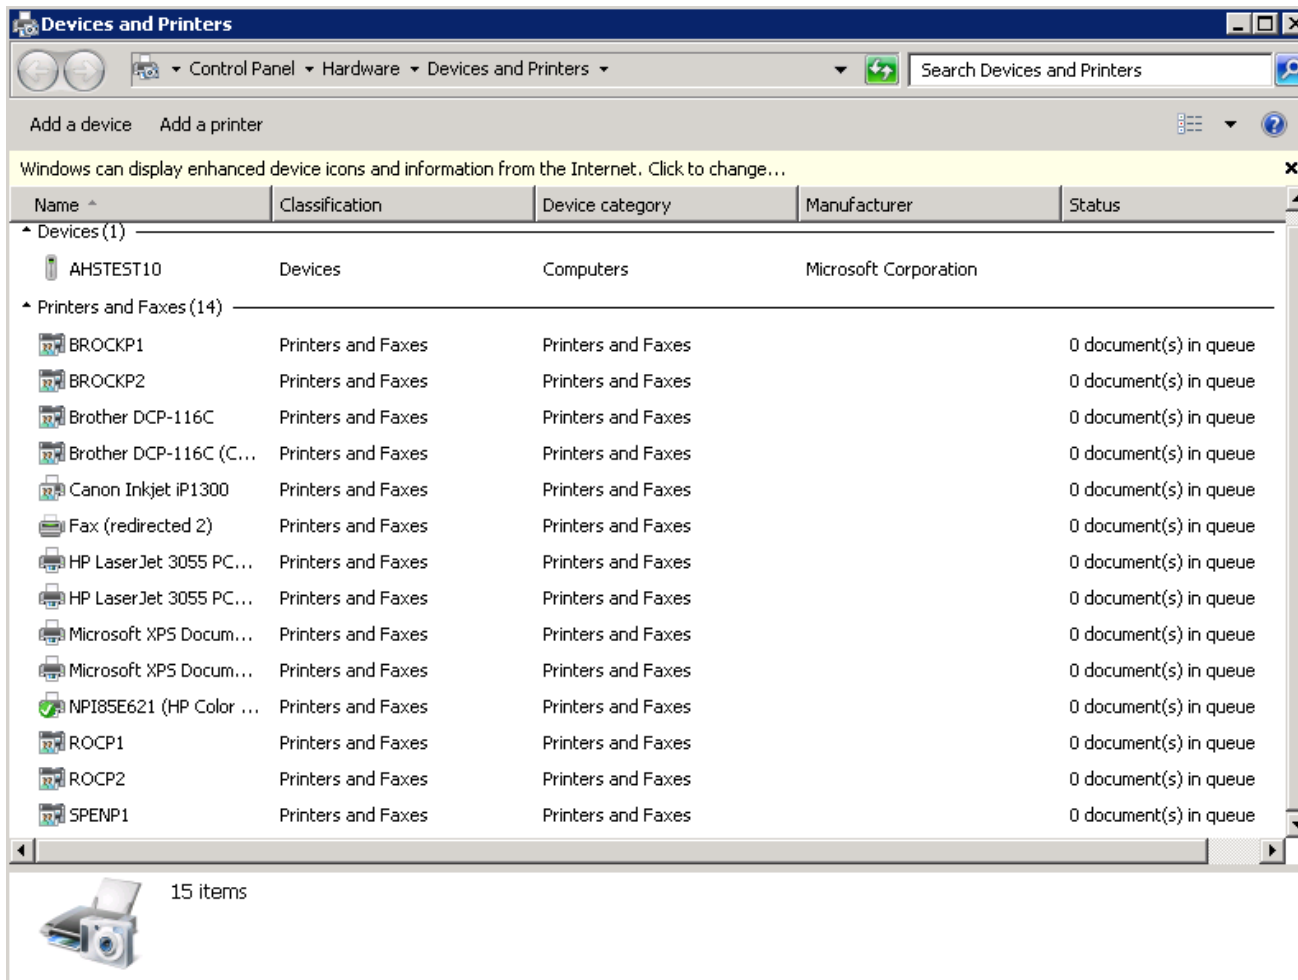 Devices and Printers
Control Panel Hardware Devices and Printers Search Devices and Printers
Add a device Add a printer
Windows can display enhanced device icons and information from the Internet. Click to change...
Name Classification Device category Manufacturer Status
Devices (1)
AHSTEST10 Devices Computers Microsoft Corporation
Printers and Faxes (14)
BROCKP1 Printers and Faxes Printers and Faxes 0 document(s) in queue
BROCKP2 Printers and Faxes Printers and Faxes 0 document(s) in queue
Brother DCP-116C Printers and Faxes Printers and Faxes 0 document(s) in queue
Brother DCP-116C (C... Printers and Faxes Printers and Faxes 0 document(s) in queue
Canon Inkjet iP1300 Printers and Faxes Printers and Faxes 0 document(s) in queue
Fax (redirected 2) Printers and Faxes Printers and Faxes 0 document(s) in queue
HP LaserJet 3055 PC... Printers and Faxes Printers and Faxes 0 document(s) in queue
HP LaserJet 3055 PC... Printers and Faxes Printers and Faxes 0 document(s) in queue
Microsoft XPS Docum... Printers and Faxes Printers and Faxes 0 document(s) in queue
Microsoft XPS Docum... Printers and Faxes Printers and Faxes 0 document(s) in queue
NPI85E621 (HP Color ... Printers and Faxes Printers and Faxes 0 document(s) in queue
ROCP1 Printers and Faxes Printers and Faxes 0 document(s) in queue
ROCP2 Printers and Faxes Printers and Faxes 0 document(s) in queue
SPENP1 Printers and Faxes Printers and Faxes 0 document(s) in queue
15 items